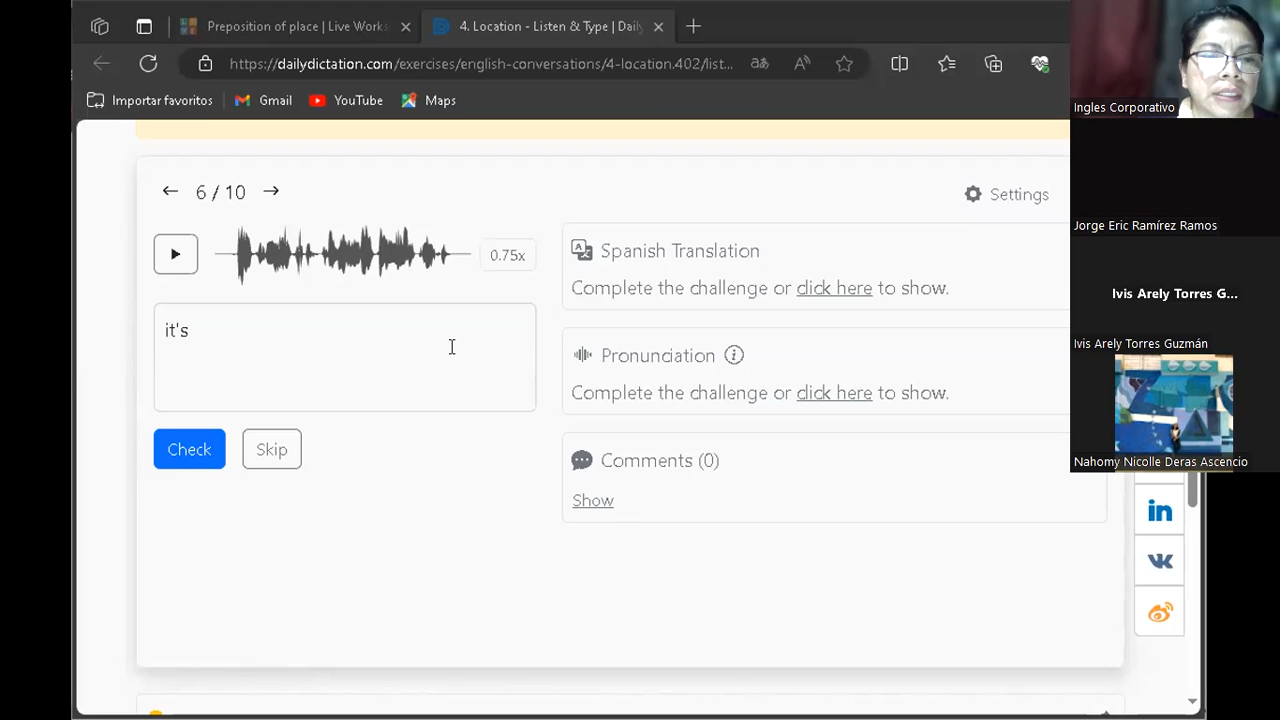 Preposition of place | Live Works
4. Location - Listen & Type | Daily
https://dailydictation.com/exercises/english-conversations/4-location.402/list...
Importar favoritos
Gmail
YouTube
Maps
6 / 10
Settings
0.75x
it's
Check
Skip
Spanish Translation
Complete the challenge or click here to show.
Pronunciation
Complete the challenge or click here to show.
Comments (0)
Show
Ingles Corporativo
Jorge Eric Ramírez Ramos
Ivis Arely Torres G...
Ivis Arely Torres Guzmán
Nahomy Nicolle Deras Ascencio